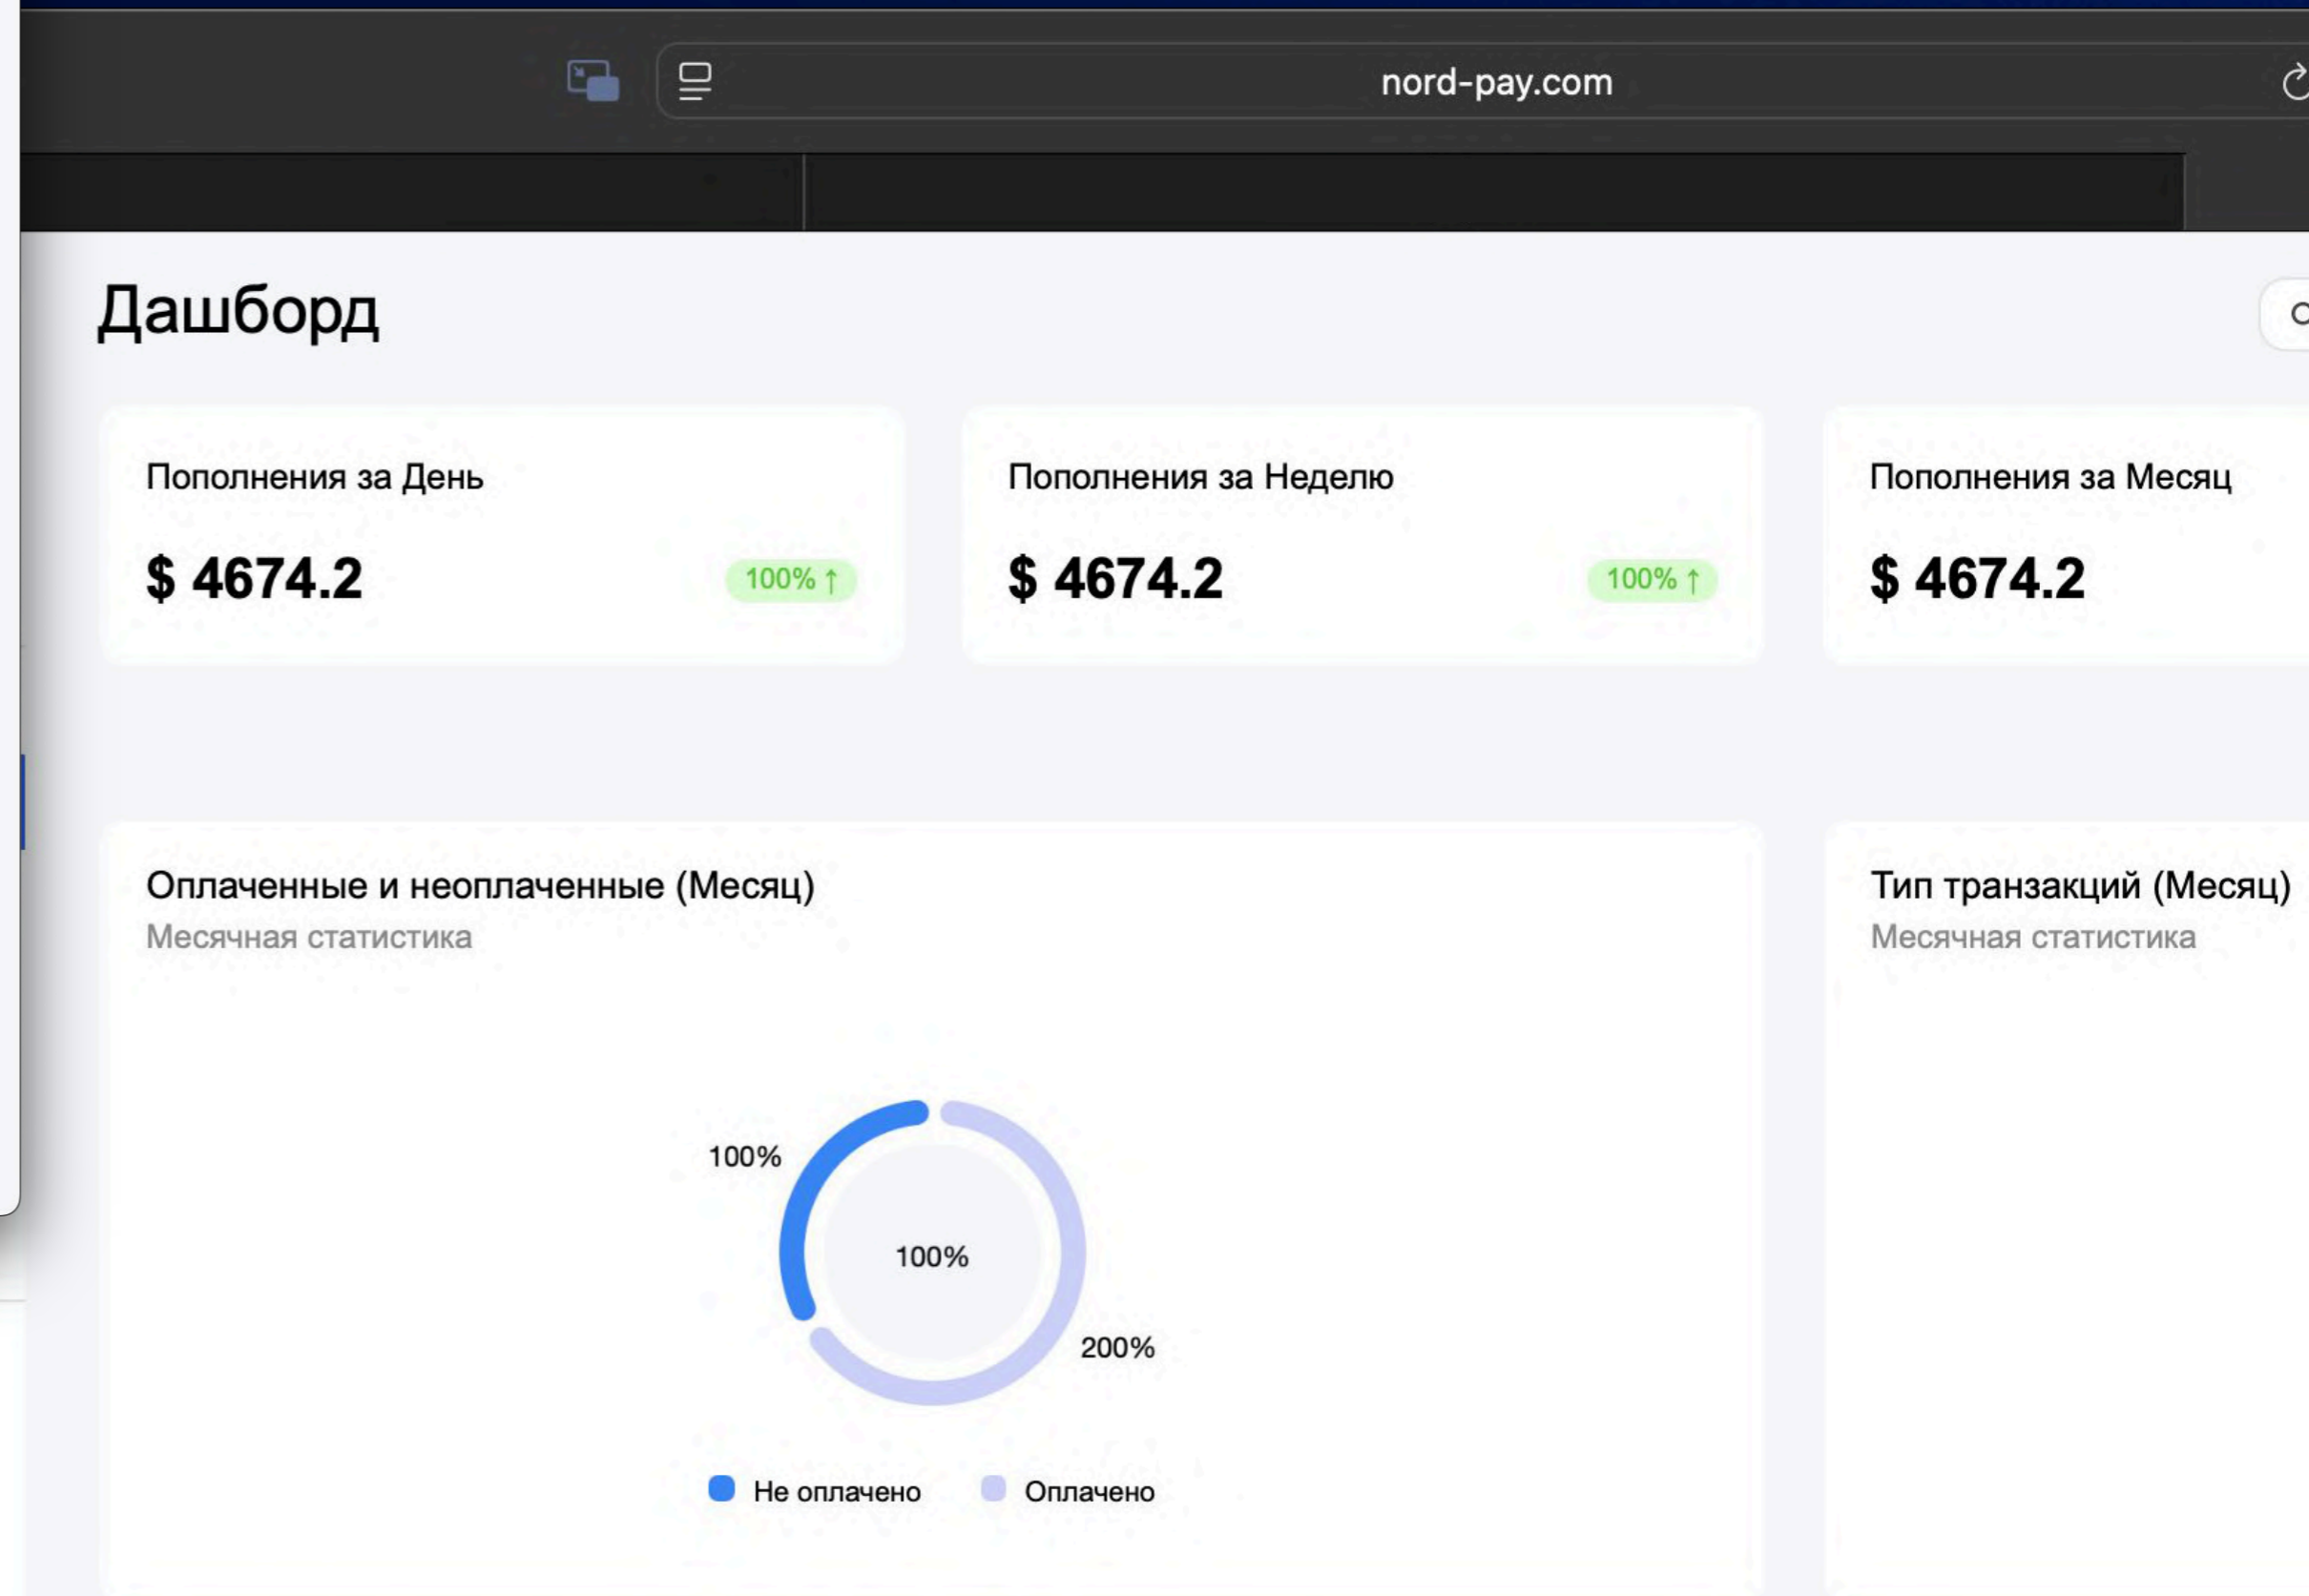 nord-pay.com
Дашборд
Пополнения за День
$ 4674.2
100% ↑
Пополнения за Неделю
$ 4674.2
100% ↑
Пополнения за Месяц
$ 4674.2
Оплаченные и неоплаченные (Месяц)
Месячная статистика
100%
100%
200%
Не оплачено
Оплачено
Тип транзакций (Месяц)
Месячная статистика